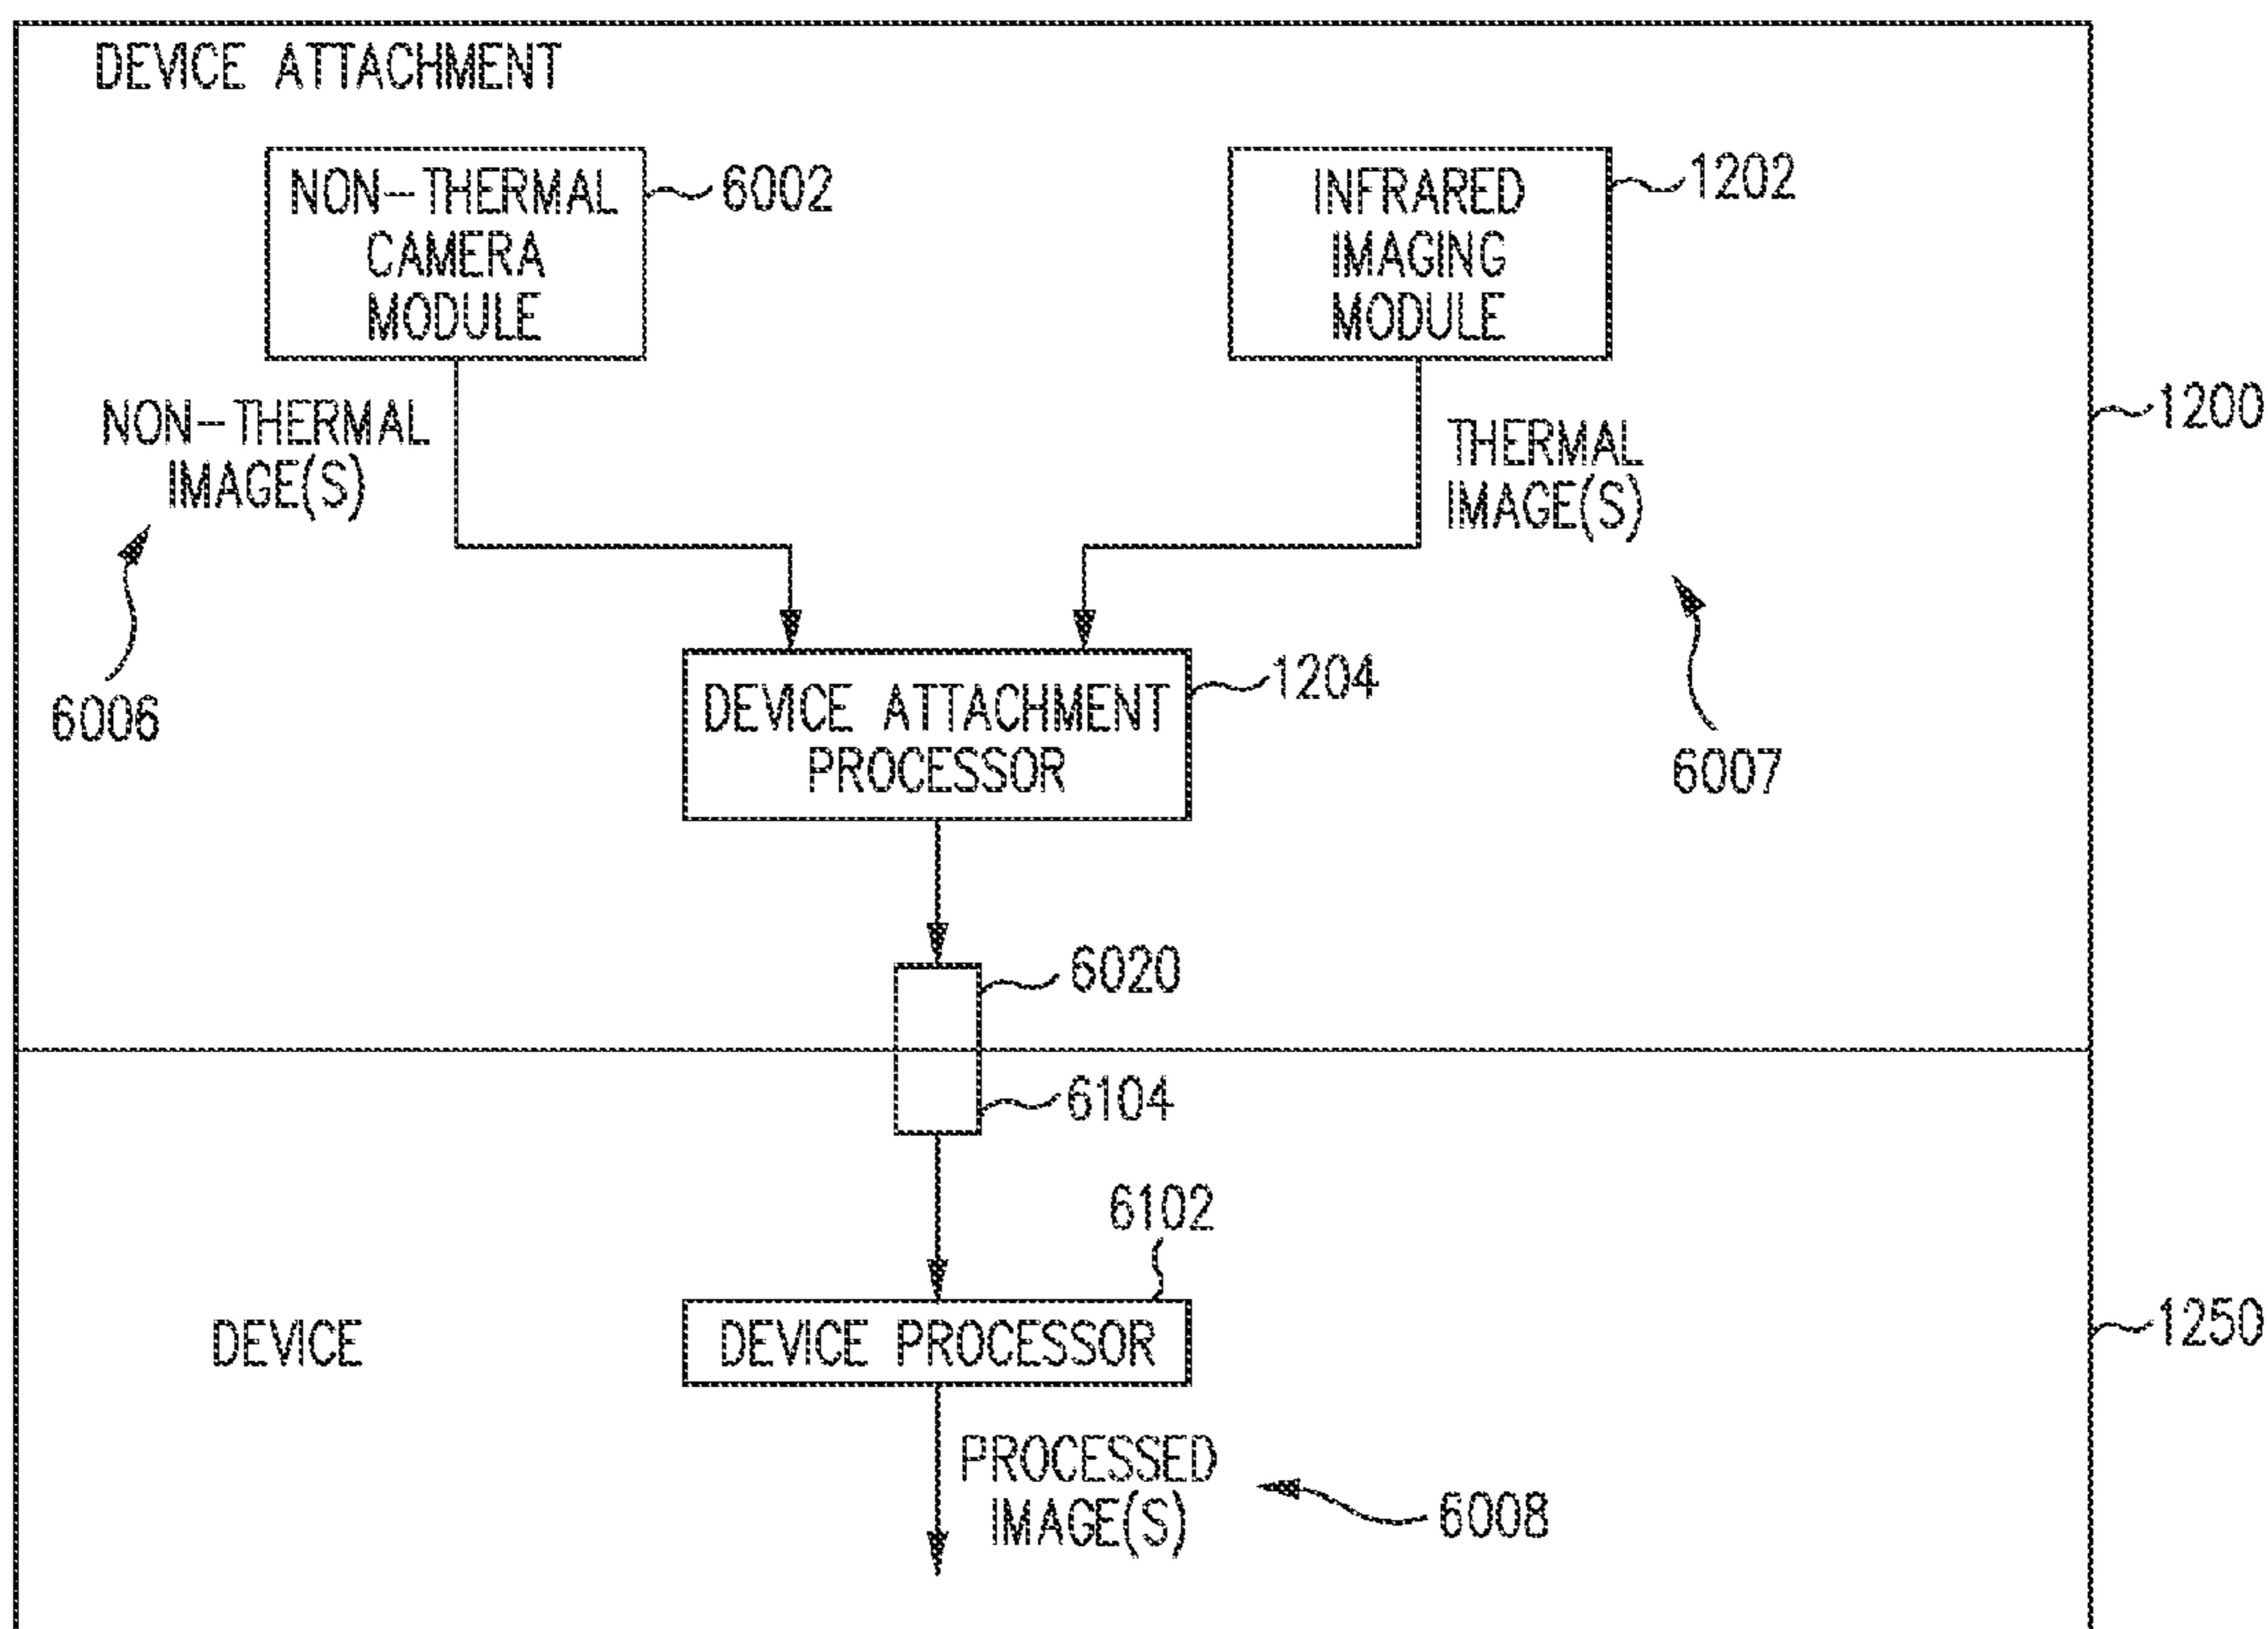 DEVICE ATTACHMENT
NON-THERMAL
CAMERA
MODULE
6002
INFRARED
IMAGING
MODULE
1202
NON-THERMAL
IMAGE(S)
THERMAL
IMAGE(S)
1200
6006
DEVICE ATTACHMENT
PROCESSOR
1204
6007
6020
6104
6102
DEVICE
DEVICE PROCESSOR
1250
PROCESSED
IMAGE(S)
6008